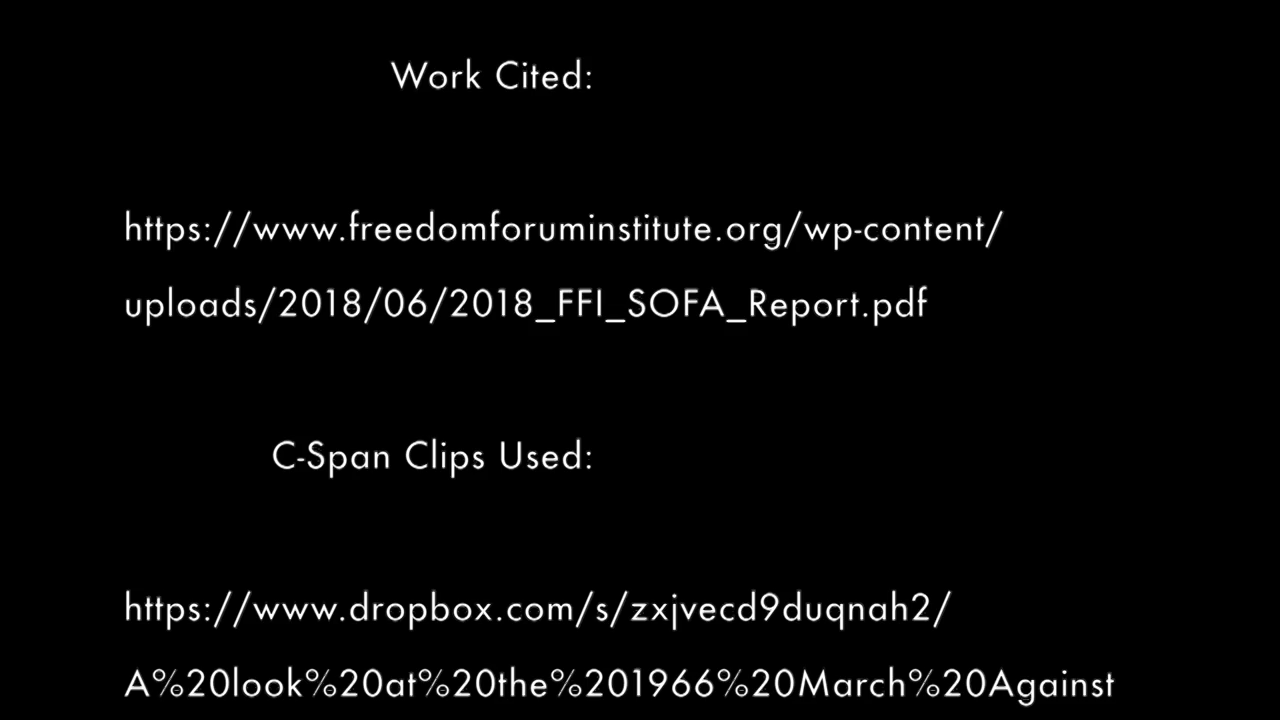 Work Cited:
https://www.freedomforuminstitute.org/wp-content/
uploads/2018/06/2018_FFI_SOFA_Report.pdf
C-Span Clips Used:
https://www.dropbox.com/s/zxjvecd9duqnah2/
A%20look%20at%20the%201966%20March%20Against